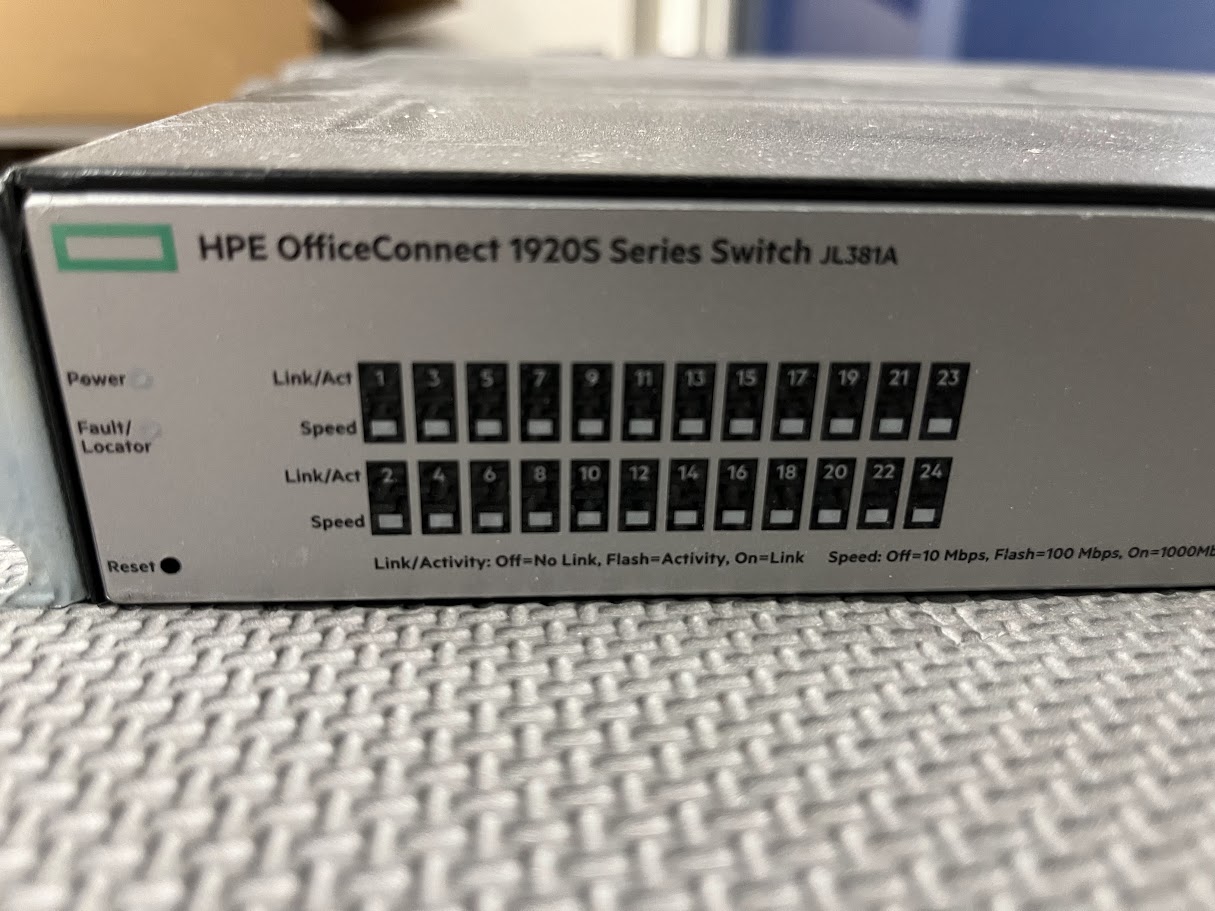 HPE OfficeConnect 1920S Series Switch JL381A
Power
Link/Act 1 3 5 7 9 11 13 15 17 19 21 23
Fault/
Locator
Speed
Link/Act 2 4 6 8 10 12 14 16 18 20 22 24
Speed
Reset
Link/Activity: Off=No Link, Flash=Activity, On=Link Speed: Off=10 Mbps, Flash=100 Mbps, On=1000Mb